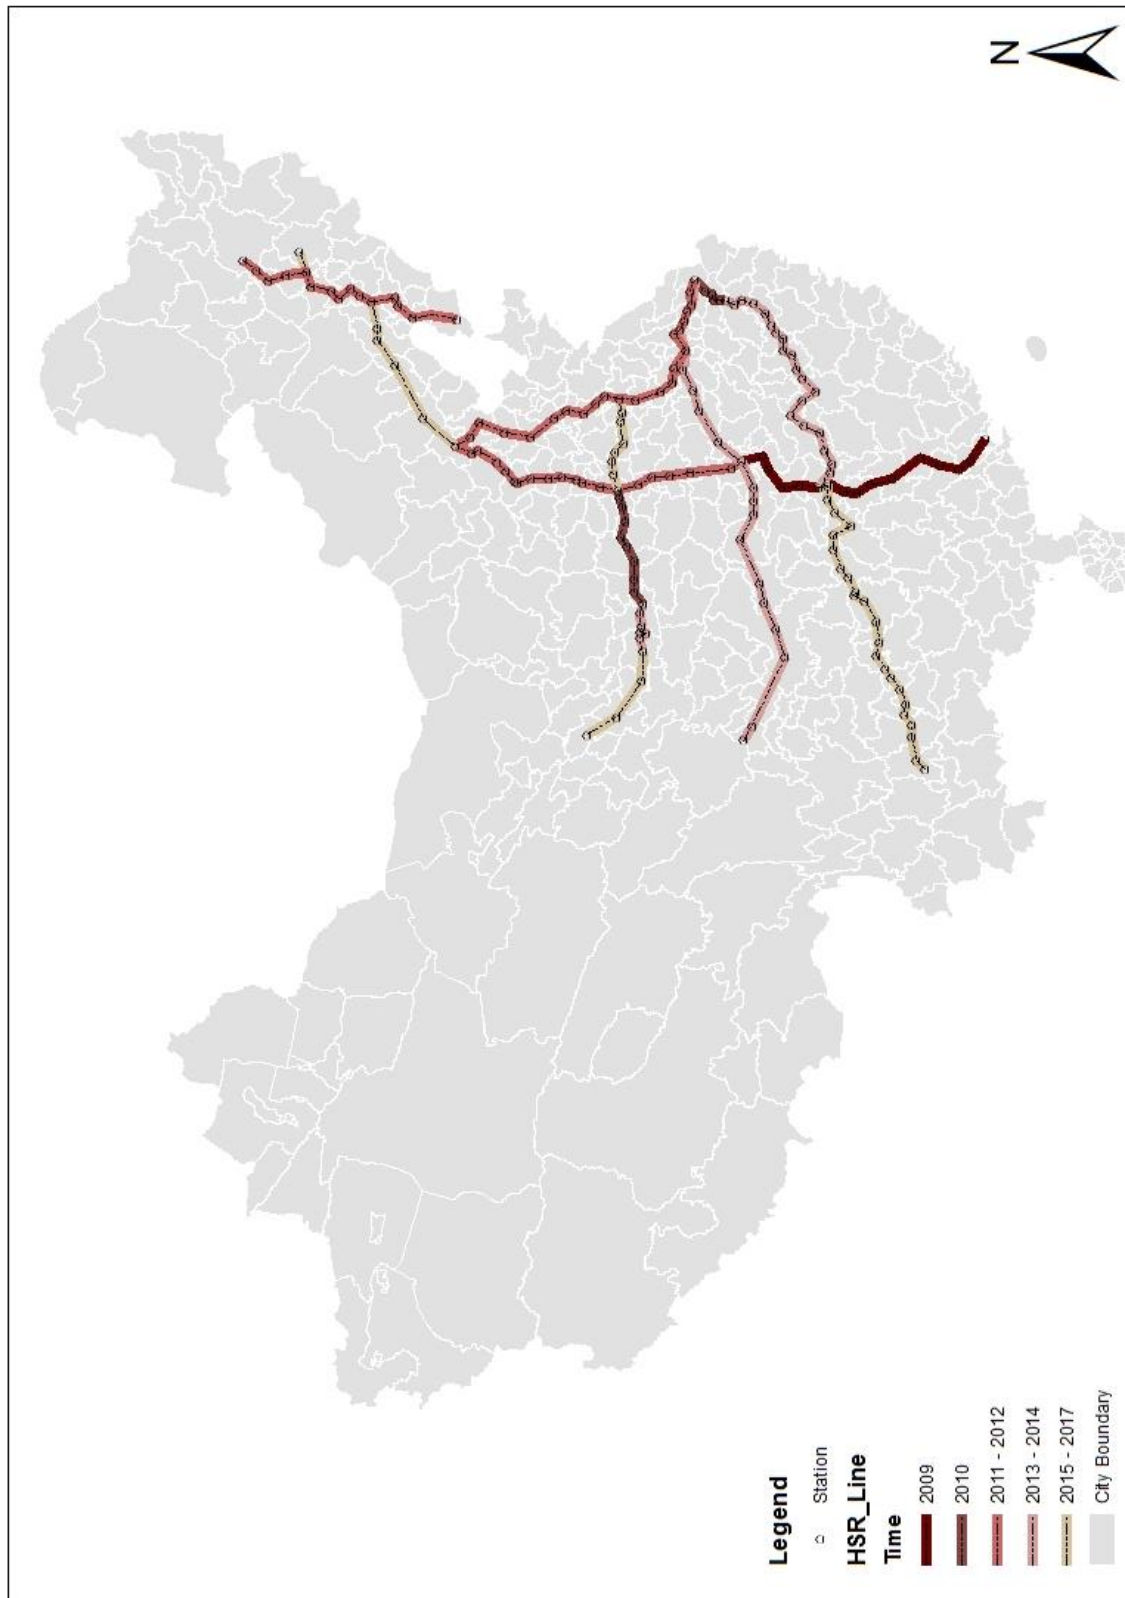 N
Legend
Station
HSR_Line
Time
2009
2010
2011 - 2012
2013 - 2014
2015 - 2017
City Boundary